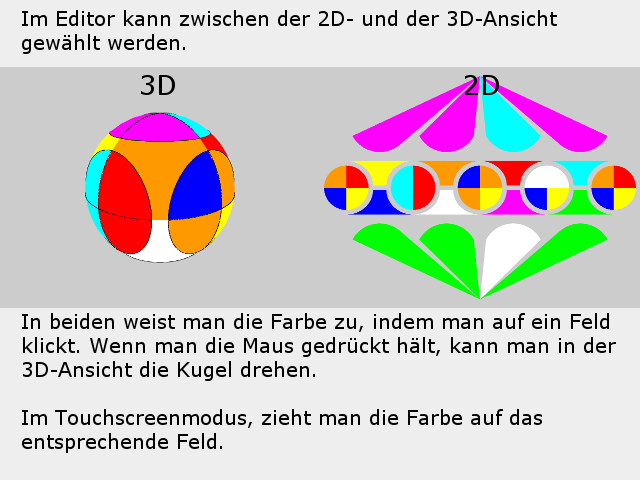 Im Editor kann zwischen der 2D- und der 3D-Ansicht
gewählt werden.
3D
2D
In beiden weist man die Farbe zu, indem man auf ein Feld
klickt. Wenn man die Maus gedrückt hält, kann man in der
3D-Ansicht die Kugel drehen.
Im Touchscreenmodus, zieht man die Farbe auf das
entsprechende Feld.